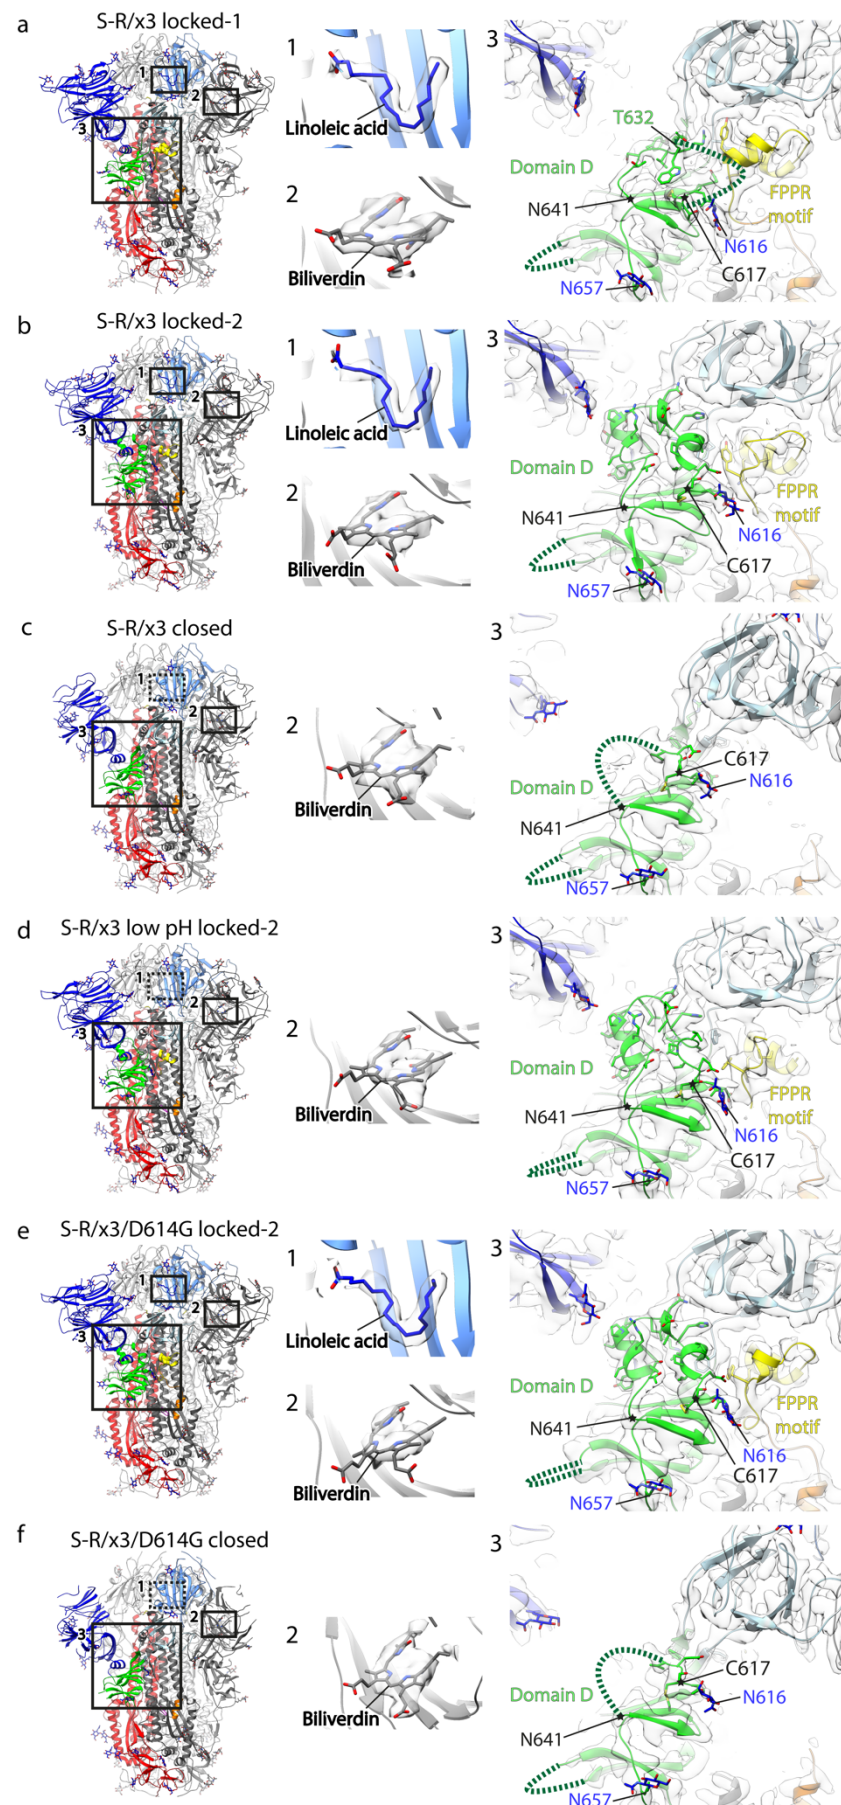 a
S-R/x3 locked-1
1
2
3
1
Linoleic acid
2
Biliverdin
3
T632
Domain D
N641
FPPR
motif
N616
C617
N657
b
S-R/x3 locked-2
1
2
3
1
Linoleic acid
2
Biliverdin
3
Domain D
N641
FPPR
motif
N616
C617
N657
c
S-R/x3 closed
1
2
3
2
Biliverdin
3
C617
N616
Domain D
N641
N657
d
S-R/x3 low pH locked-2
1
2
3
2
Biliverdin
3
Domain D
N641
FPPR
motif
N616
C617
N657
e
S-R/x3/D614G locked-2
1
2
3
1
Linoleic acid
2
Biliverdin
3
Domain D
N641
FPPR
motif
N616
C617
N657
f
S-R/x3/D614G closed
1
2
3
2
Biliverdin
3
C617
N616
Domain D
N641
N657